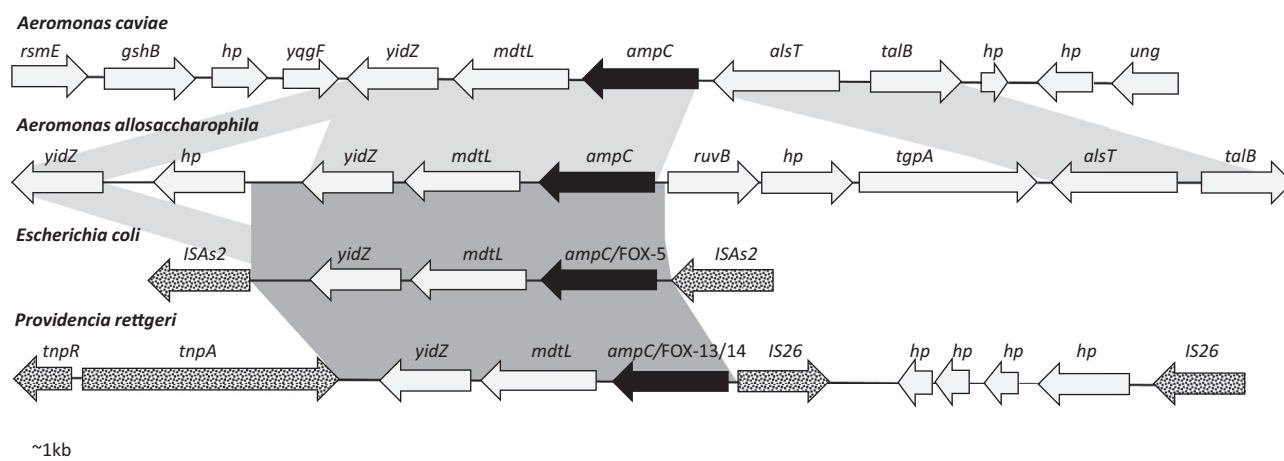 Aeromonas caviae
rsmE gshB hp yqgF yidZ mdtL ampC alsT talB hp hp ung
Aeromonas allosaccharophila
yidZ hp yidZ mdtL ampC ruvB hp tgpA alsT talB
Escherichia coli
ISAs2 yidZ mdtL ampC/FOX-5 ISAs2
Providencia rettgeri
tnpR tnpA yidZ mdtL ampC/FOX-13/14 IS26 hp hp hp hp IS26
~1kb